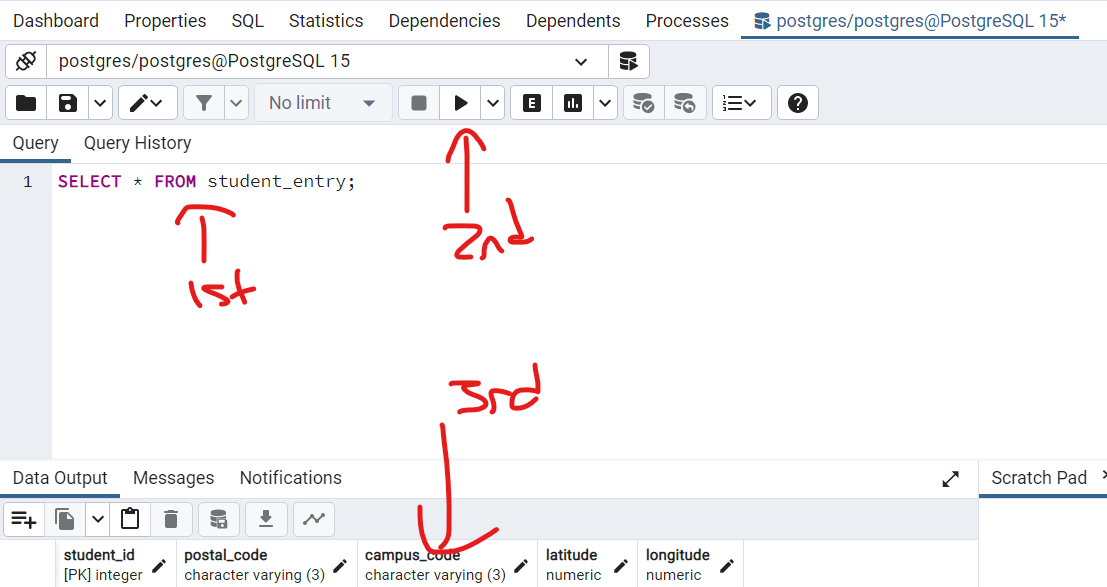 Dashboard Properties SQL Statistics Dependencies Dependents Processes postgres/postgres@PostgreSQL 15*
postgres/postgres@PostgreSQL 15
No limit E ?
Query Query History
1 SELECT * FROM student_entry;
2nd
1st
3rd
Data Output Messages Notifications Scratch Pad
student_id postal_code campus_code latitude longitude
[PK] integer character varying (3) character varying (3) numeric numeric